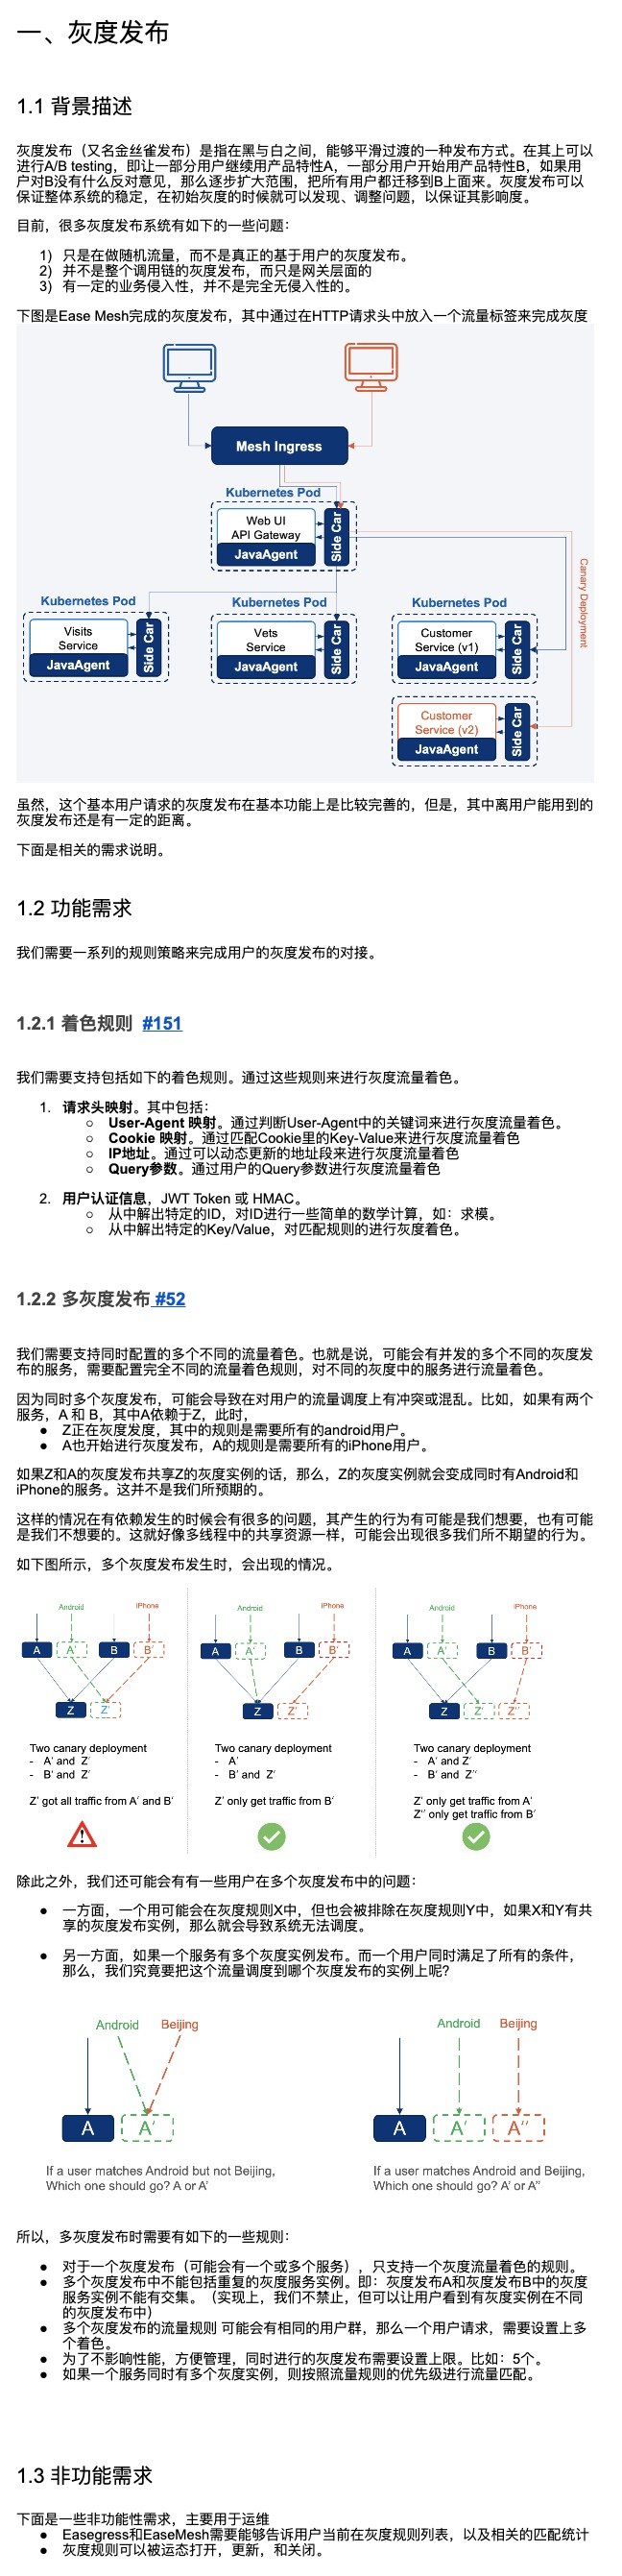 一、灰度发布
1.1 背景描述
灰度发布（又名金丝雀发布）是指在黑与白之间，能够平滑过渡的一种发布方式。在其上可以
进行A/B testing，即让一部分用户继续用产品特性A，一部分用户开始用产品特性B，如果用
户对B没有什么反对意见，那么逐步扩大范围，把所有用户都迁移到B上面来。灰度发布可以
保证整体系统的稳定，在初始灰度的时候就可以发现、调整问题，以保证其影响度。
目前，很多灰度发布系统有如下的一些问题：
1) 只是在做随机流量，而不是真正的基于用户的灰度发布。
2) 并不是整个调用链的灰度发布，而只是网关层面的
3) 有一定的业务侵入性，并不是完全无侵入性的。
下图是Ease Mesh完成的灰度发布，其中通过在HTTP请求头中放入一个流量标签来完成灰度
Mesh Ingress
Kubernetes Pod
Web UI
API Gateway
JavaAgent
Side Car
Canary Deployment
Kubernetes Pod
Visits
Service
JavaAgent
Side Car
Kubernetes Pod
Vets
Service
JavaAgent
Side Car
Kubernetes Pod
Customer
Service (v1)
JavaAgent
Side Car
Customer
Service (v2)
JavaAgent
Side Car
虽然，这个基本用户请求的灰度发布在基本功能上是比较完善的，但是，其中离用户能用到的
灰度发布还是有一定的距离。
下面是相关的需求说明。
1.2 功能需求
我们需要一系列的规则策略来完成用户的灰度发布的对接。
1.2.1 着色规则 #151
我们需要支持包括如下的着色规则。通过这些规则来进行灰度流量着色。
1. 请求头映射。其中包括：
○ User-Agent 映射。通过判断User-Agent中的关键词来进行灰度流量着色。
○ Cookie 映射。通过匹配Cookie里的Key-Value来进行灰度流量着色
○ IP地址。通过可以动态更新的地址段来进行灰度流量着色
○ Query参数。通过用户的Query参数进行灰度流量着色
2. 用户认证信息，JWT Token 或 HMAC。
○ 从中解出特定的ID，对ID进行一些简单的数学计算，如：求模。
○ 从中解出特定的Key/Value，对匹配规则的进行灰度着色。
1.2.2 多灰度发布 #52
我们需要支持同时配置的多个不同的流量着色。也就是说，可能会有并发的多个不同的灰度发
布的服务，需要配置完全不同的流量着色规则，对不同的灰度中的服务进行流量着色。
因为同时多个灰度发布，可能会导致在对用户的流量调度上有冲突或混乱。比如，如果有两个
服务，A 和 B，其中A依赖于Z，此时，
● Z正在灰度发度，其中的规则是需要所有的android用户。
● A也开始进行灰度发布，A的规则是需要所有的iPhone用户。
如果Z和A的灰度发布共享Z的灰度实例的话，那么，Z的灰度实例就会变成同时有Android和
iPhone的服务。这并不是我们所预期的。
这样的情况在有依赖发生的时候会有很多的问题，其产生的行为有可能是我们想要，也有可能
是我们不想要的。这就好像多线程中的共享资源一样，可能会出现很多我们所不期望的行为。
如下图所示，多个灰度发布发生时，会出现的情况。
Android iPhone
A A′ B B′
Z Z′
Two canary deployment
- A′ and Z′
- B′ and Z′
Z′ got all traffic from A′ and B′
Android iPhone
A A′ B B′
Z Z′
Two canary deployment
- A′
- B′ and Z′
Z′ only get traffic from B′
Android iPhone
A A′ B B′
Z Z′ Z′′
Two canary deployment
- A′ and Z′
- B′ and Z′′
Z′ only get traffic from A′
Z′′ only get traffic from B′
除此之外，我们还可能会有有一些用户在多个灰度发布中的问题：
● 一方面，一个用可能会在灰度规则X中，但也会被排除在灰度规则Y中，如果X和Y有共
享的灰度发布实例，那么就会导致系统无法调度。
● 另一方面，如果一个服务有多个灰度实例发布。而一个用户同时满足了所有的条件，
那么，我们究竟要把这个流量调度到哪个灰度发布的实例上呢?
Android Beijing
A A′
If a user matches Android but not Beijing,
Which one should go? A or A′
Android Beijing
A A′ A′′
If a user matches Android and Beijing,
Which one should go? A′ or A′′
所以，多灰度发布时需要有如下的一些规则：
● 对于一个灰度发布（可能会有一个或多个服务），只支持一个灰度流量着色的规则。
● 多个灰度发布中不能包括重复的灰度服务实例。即：灰度发布A和灰度发布B中的灰度
服务实例不能有交集。（实现上，我们不禁止，但可以让用户看到有灰度实例在不同
的灰度发布中）
● 多个灰度发布的流量规则 可能会有相同的用户群，那么一个用户请求，需要设置上多
个着色。
● 为了不影响性能，方便管理，同时进行的灰度发布需要设置上限。比如：5个。
● 如果一个服务同时有多个灰度实例，则按照流量规则的优先级进行流量匹配。
1.3 非功能需求
下面是一些非功能性需求，主要用于运维
● Easegress和EaseMesh需要能够告诉用户当前在灰度规则列表，以及相关的匹配统计
● 灰度规则可以被运态打开，更新，和关闭。